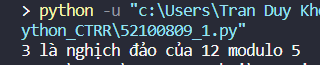 > python -u "c:\Users\Tran Duy Kh
ython_CTRR\52100809_1.py"
3 là nghịch đảo của 12 modulo 5